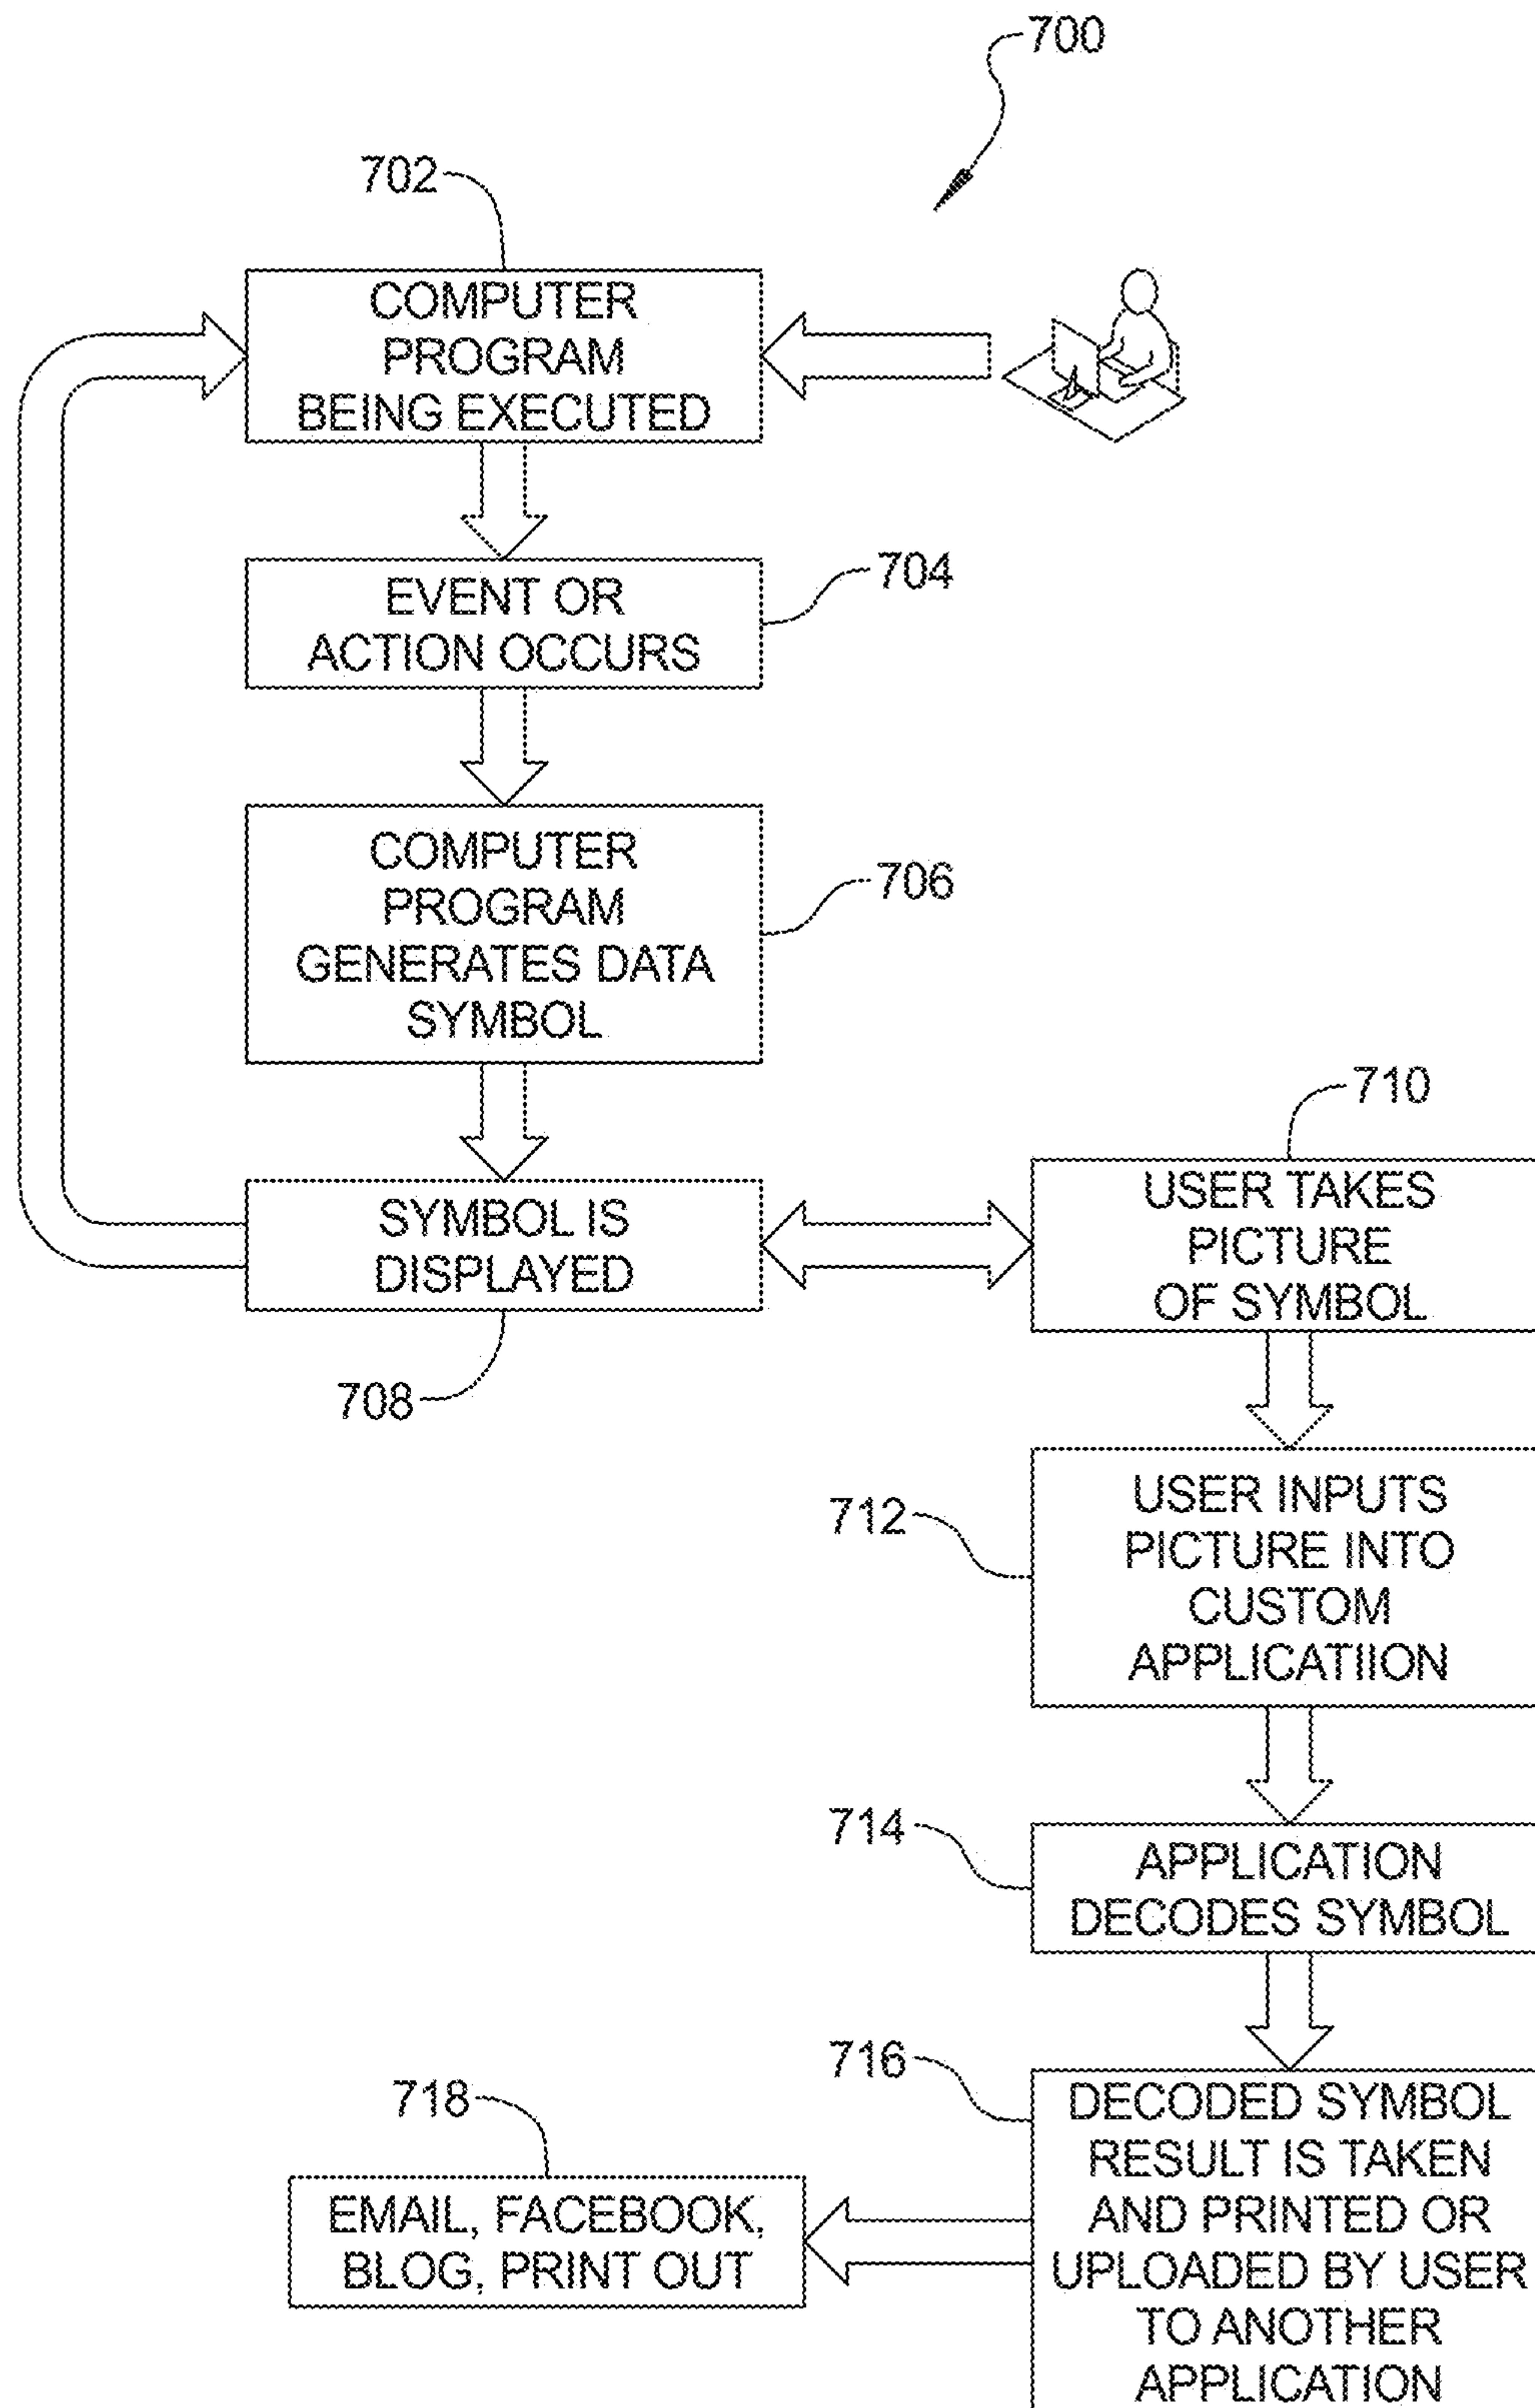 700
702
COMPUTER
PROGRAM
BEING EXECUTED
EVENT OR
ACTION OCCURS
704
COMPUTER
PROGRAM
GENERATES DATA
SYMBOL
706
SYMBOL IS
DISPLAYED
708
710
USER TAKES
PICTURE
OF SYMBOL
712
USER INPUTS
PICTURE INTO
CUSTOM
APPLICATIION
714
APPLICATION
DECODES SYMBOL
716
DECODED SYMBOL
RESULT IS TAKEN
AND PRINTED OR
UPLOADED BY USER
TO ANOTHER
APPLICATION
718
EMAIL, FACEBOOK,
BLOG, PRINT OUT